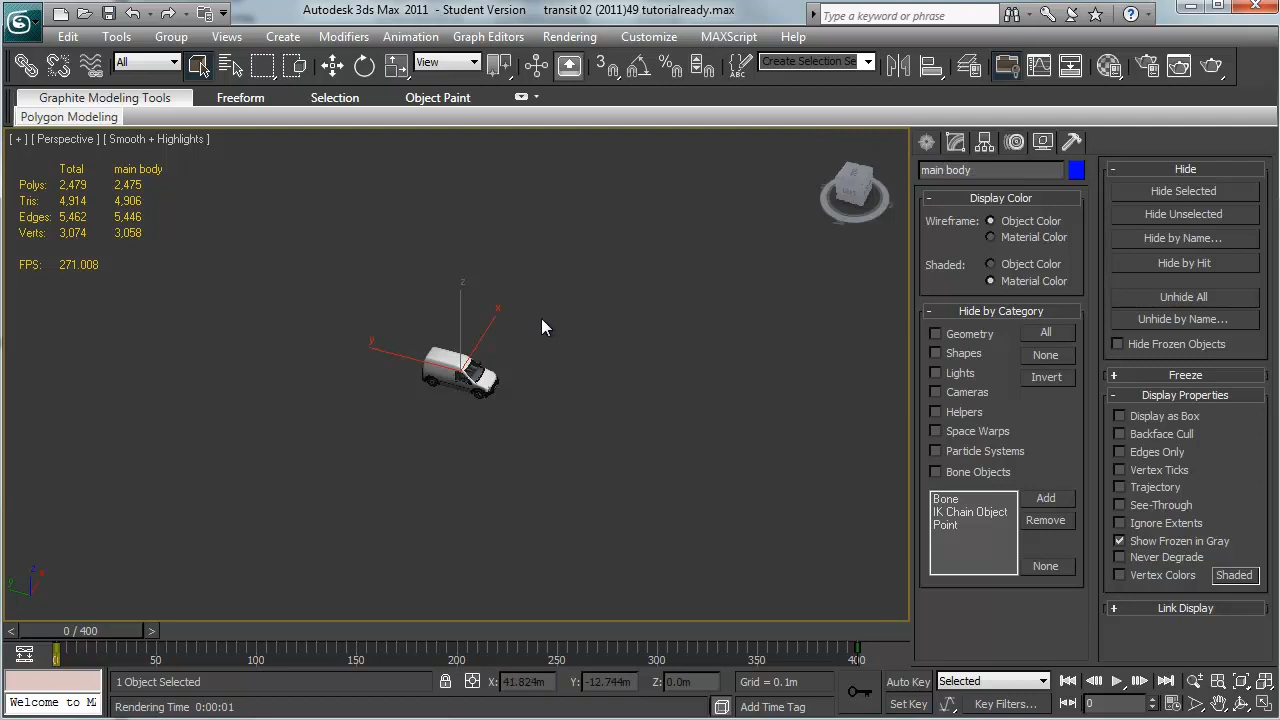 Autodesk 3ds Max 2011 - Student Version transit 02 (2011)49 tutorialready.max
Type a keyword or phrase
Edit Tools Group Views Create Modifiers Animation Graph Editors Rendering Customize MAXScript Help
All View Create Selection Se
Graphite Modeling Tools Freeform Selection Object Paint
Polygon Modeling
[ + ] [ Perspective ] [ Smooth + Highlights ]
Total main body
Polys: 2,479 2,475
Tris: 4,914 4,906
Edges: 5,462 5,446
Verts: 3,074 3,058
FPS: 271.008
z
x
y
z
x
y
main body
Display Color
Wireframe: Object Color
Material Color
Shaded: Object Color
Material Color
Hide by Category
Geometry All
Shapes None
Lights Invert
Cameras
Helpers
Space Warps
Particle Systems
Bone Objects
Bone Add
IK Chain Object Remove
Point
None
Hide
Hide Selected
Hide Unselected
Hide by Name...
Hide by Hit
Unhide All
Unhide by Name...
Hide Frozen Objects
Freeze
Display Properties
Display as Box
Backface Cull
Edges Only
Vertex Ticks
Trajectory
See-Through
Ignore Extents
Show Frozen in Gray
Never Degrade
Vertex Colors Shaded
Link Display
< 0 / 400 >
0 50 100 150 200 250 300 350 400
1 Object Selected X: 41.824m Y: -12.744m Z: 0.0m Grid = 0.1m Auto Key Selected
Welcome to Rendering Time 0:00:01 Add Time Tag Set Key Key Filters... 0